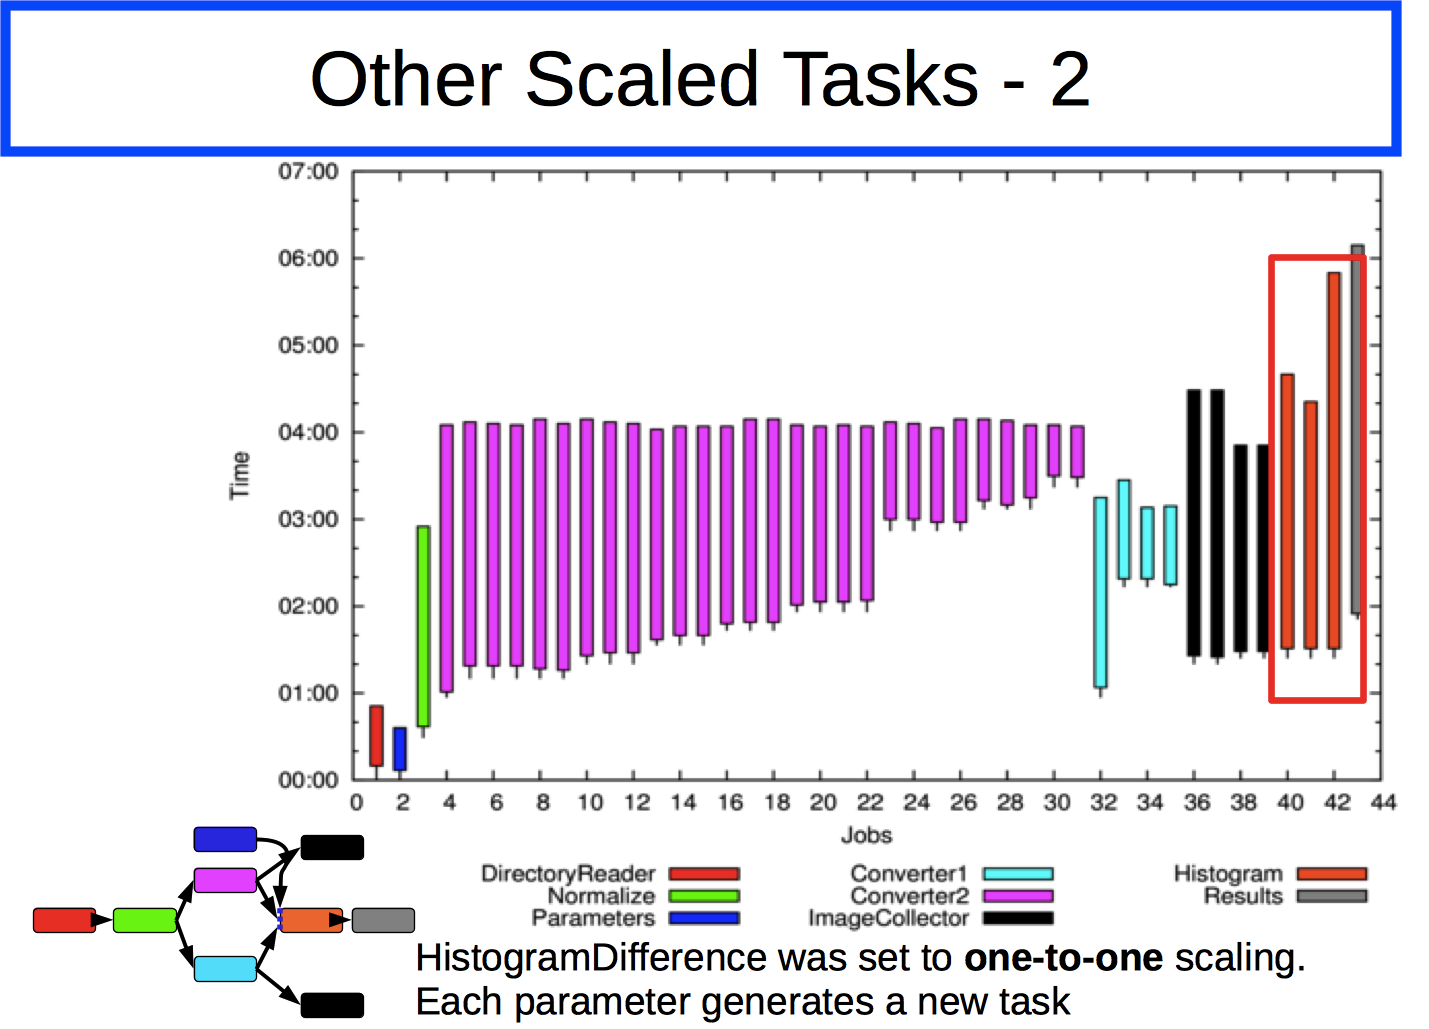 Other Scaled Tasks - 2
07:00
06:00
05:00
04:00
03:00
02:00
01:00
00:00
Time
0 2 4 6 8 10 12 14 16 18 20 22 24 26 28 30 32 34 36 38 40 42 44
Jobs
DirectoryReader Converter1 Histogram
Normalize Converter2 Results
Parameters ImageCollector
HistogramDifference was set to one-to-one scaling.
Each parameter generates a new task